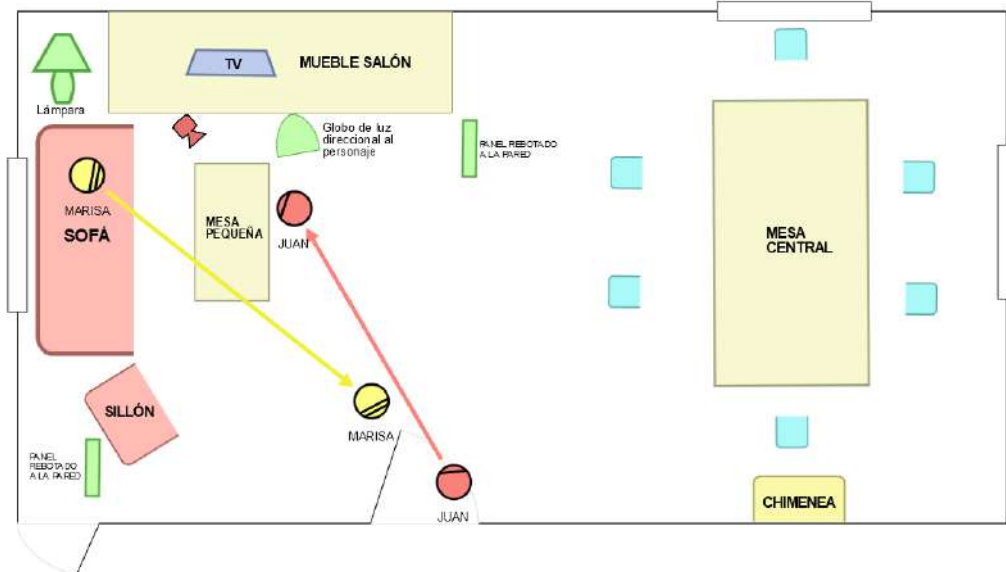 TV
MUEBLE SALÓN
Lámpara
Globo de luz
direccional al
personaje
PANEL REBOTADO
A LA PARED
MARISA
SOFÁ
MESA
PEQUEÑA
JUAN
MESA
CENTRAL
SILLÓN
MARISA
PANEL
REBOTADO
A LA PARED
JUAN
CHIMENEA